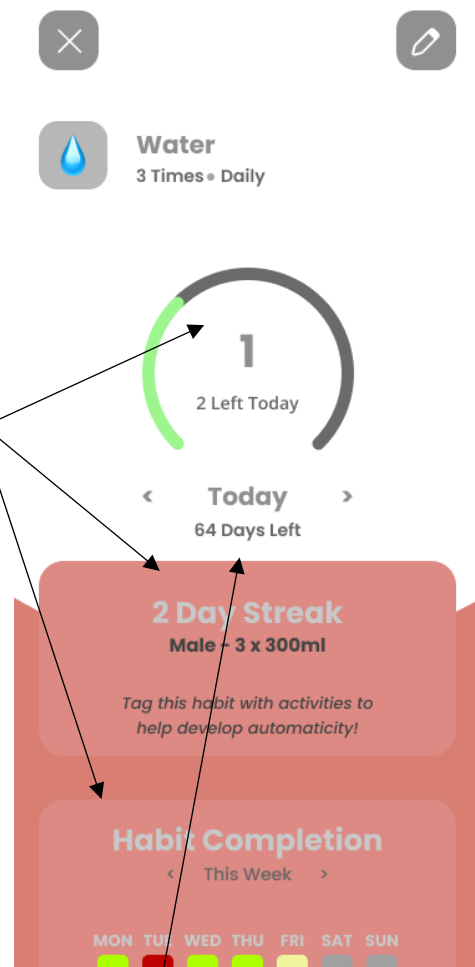 Water
3 Times • Daily
1
2 Left Today
< Today >
64 Days Left
2 Day Streak
Male - 3 x 300ml
Tag this habit with activities to
help develop automaticity!
Habit Completion
< This Week >
MON TUE WED THU FRI SAT SUN